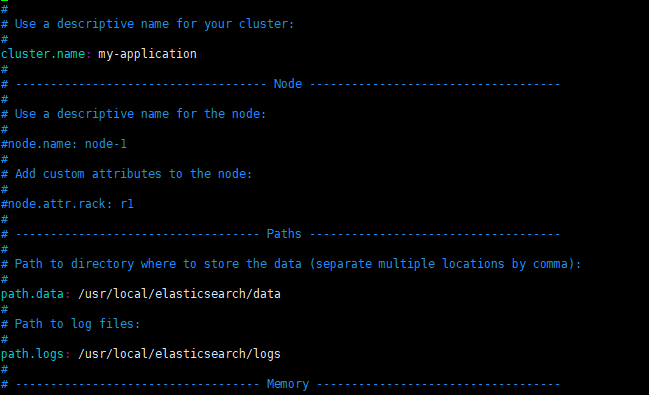 #
# Use a descriptive name for your cluster:
#
cluster.name: my-application
#
# ------------------------------------ Node ------------------------------------
#
# Use a descriptive name for the node:
#
#node.name: node-1
#
# Add custom attributes to the node:
#
#node.attr.rack: r1
#
# ----------------------------------- Paths ------------------------------------
#
# Path to directory where to store the data (separate multiple locations by comma):
#
path.data: /usr/local/elasticsearch/data
#
# Path to log files:
#
path.logs: /usr/local/elasticsearch/logs
#
# ----------------------------------- Memory -----------------------------------